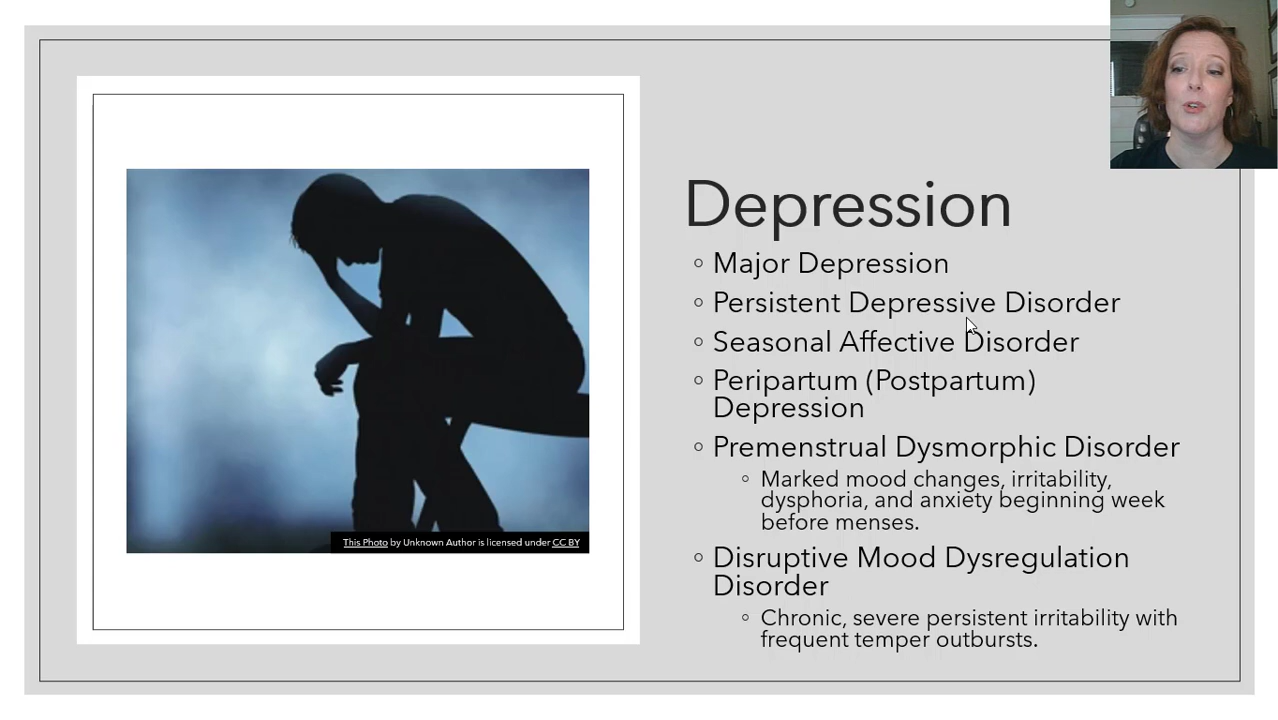 Depression
◦ Major Depression
◦ Persistent Depressive Disorder
◦ Seasonal Affective Disorder
◦ Peripartum (Postpartum)
Depression
◦ Premenstrual Dysmorphic Disorder
◦ Marked mood changes, irritability,
dysphoria, and anxiety beginning week
before menses.
◦ Disruptive Mood Dysregulation
Disorder
◦ Chronic, severe persistent irritability with
frequent temper outbursts.
This Photo by Unknown Author is licensed under CC BY